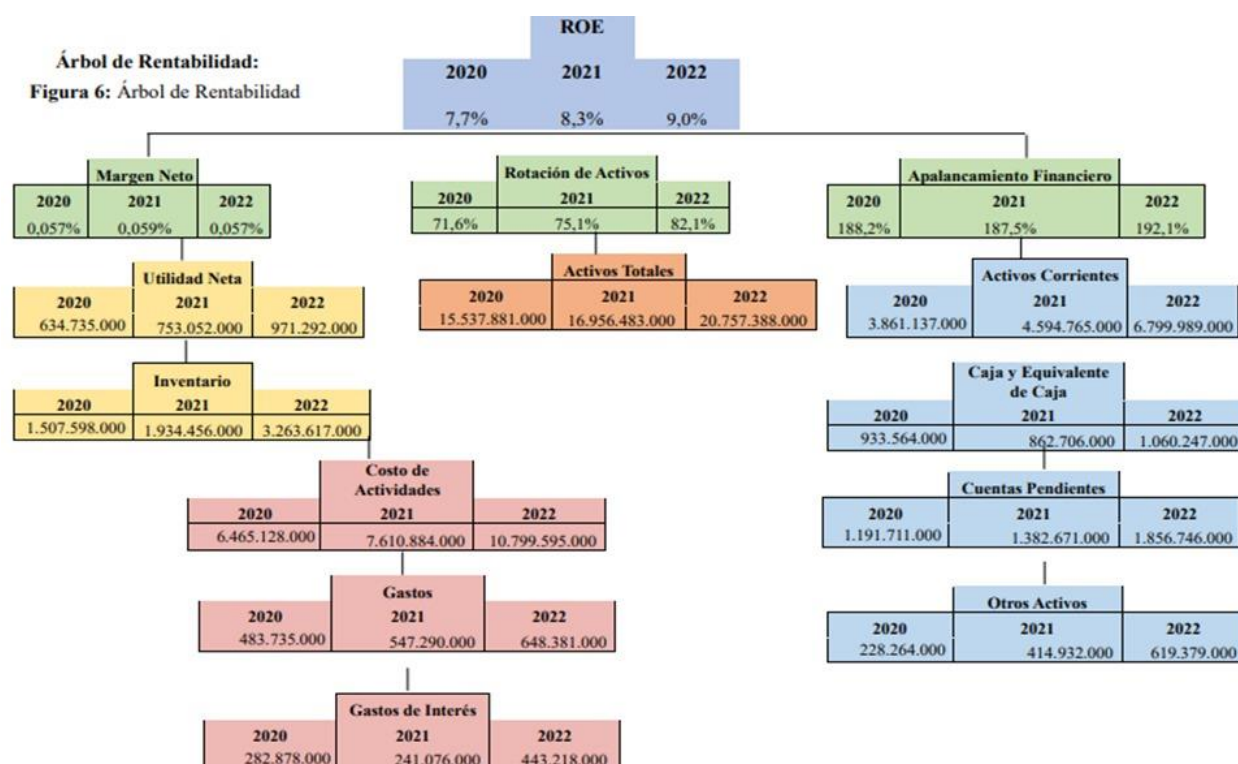 Árbol de Rentabilidad:
Figura 6: Árbol de Rentabilidad
ROE
2020 2021 2022
7,7% 8,3% 9,0%
Margen Neto
2020 2021 2022
0,057% 0,059% 0,057%
Rotación de Activos
2020 2021 2022
71,6% 75,1% 82,1%
Apalancamiento Financiero
2020 2021 2022
188,2% 187,5% 192,1%
Utilidad Neta
2020 2021 2022
634.735.000 753.052.000 971.292.000
Activos Totales
2020 2021 2022
15.537.881.000 16.956.483.000 20.757.388.000
Activos Corrientes
2020 2021 2022
3.861.137.000 4.594.765.000 6.799.989.000
Inventario
2020 2021 2022
1.507.598.000 1.934.456.000 3.263.617.000
Caja y Equivalente
de Caja
2020 2021 2022
933.564.000 862.706.000 1.060.247.000
Costo de
Actividades
2020 2021 2022
6.465.128.000 7.610.884.000 10.799.595.000
Cuentas Pendientes
2020 2021 2022
1.191.711.000 1.382.671.000 1.856.746.000
Gastos
2020 2021 2022
483.735.000 547.290.000 648.381.000
Otros Activos
2020 2021 2022
228.264.000 414.932.000 619.379.000
Gastos de Interés
2020 2021 2022
282.878.000 241.076.000 443.218.000